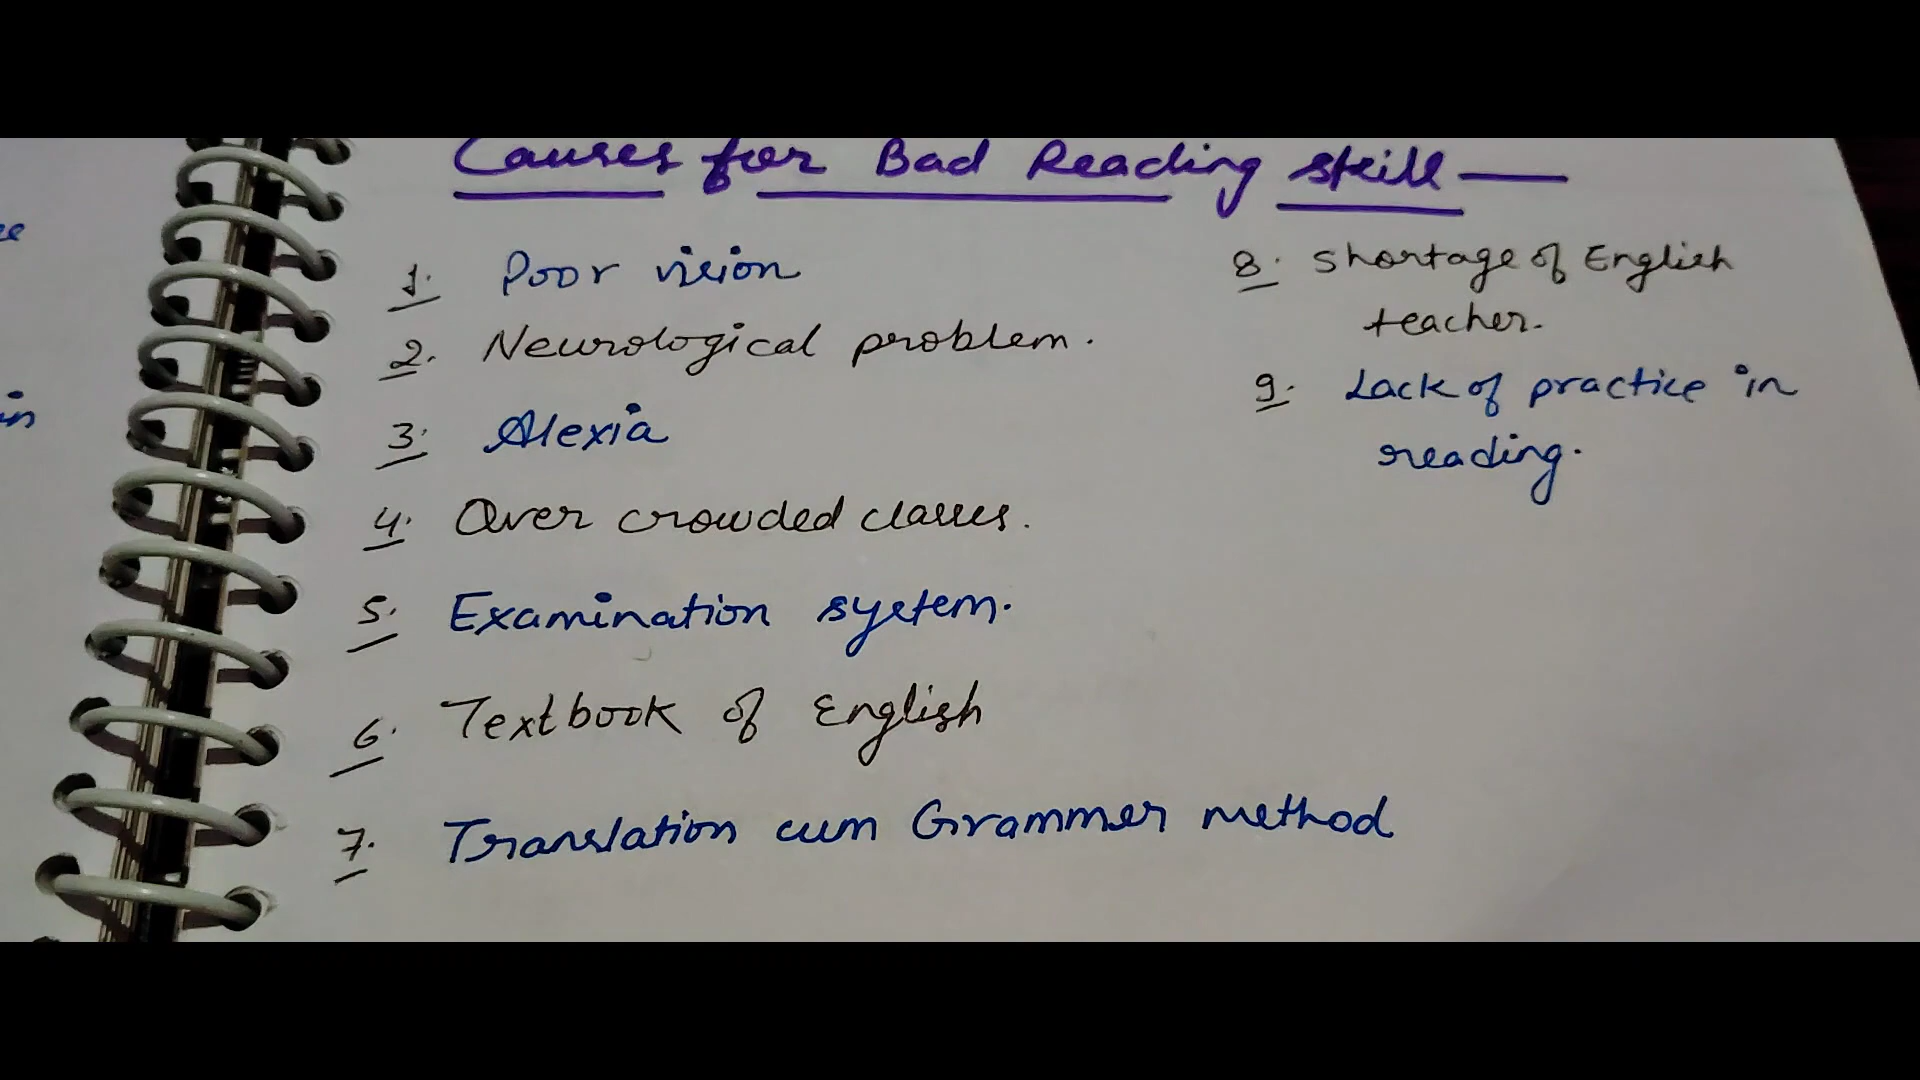 Causes for Bad Reading skill —
1. Poor vision
2. Neurological problem.
3. Alexia
4. Over crowded classes.
5. Examination system.
6. Textbook of English
7. Translation cum Grammer method
8. Shortage of English
teacher.
9. Lack of practice in
reading.
in